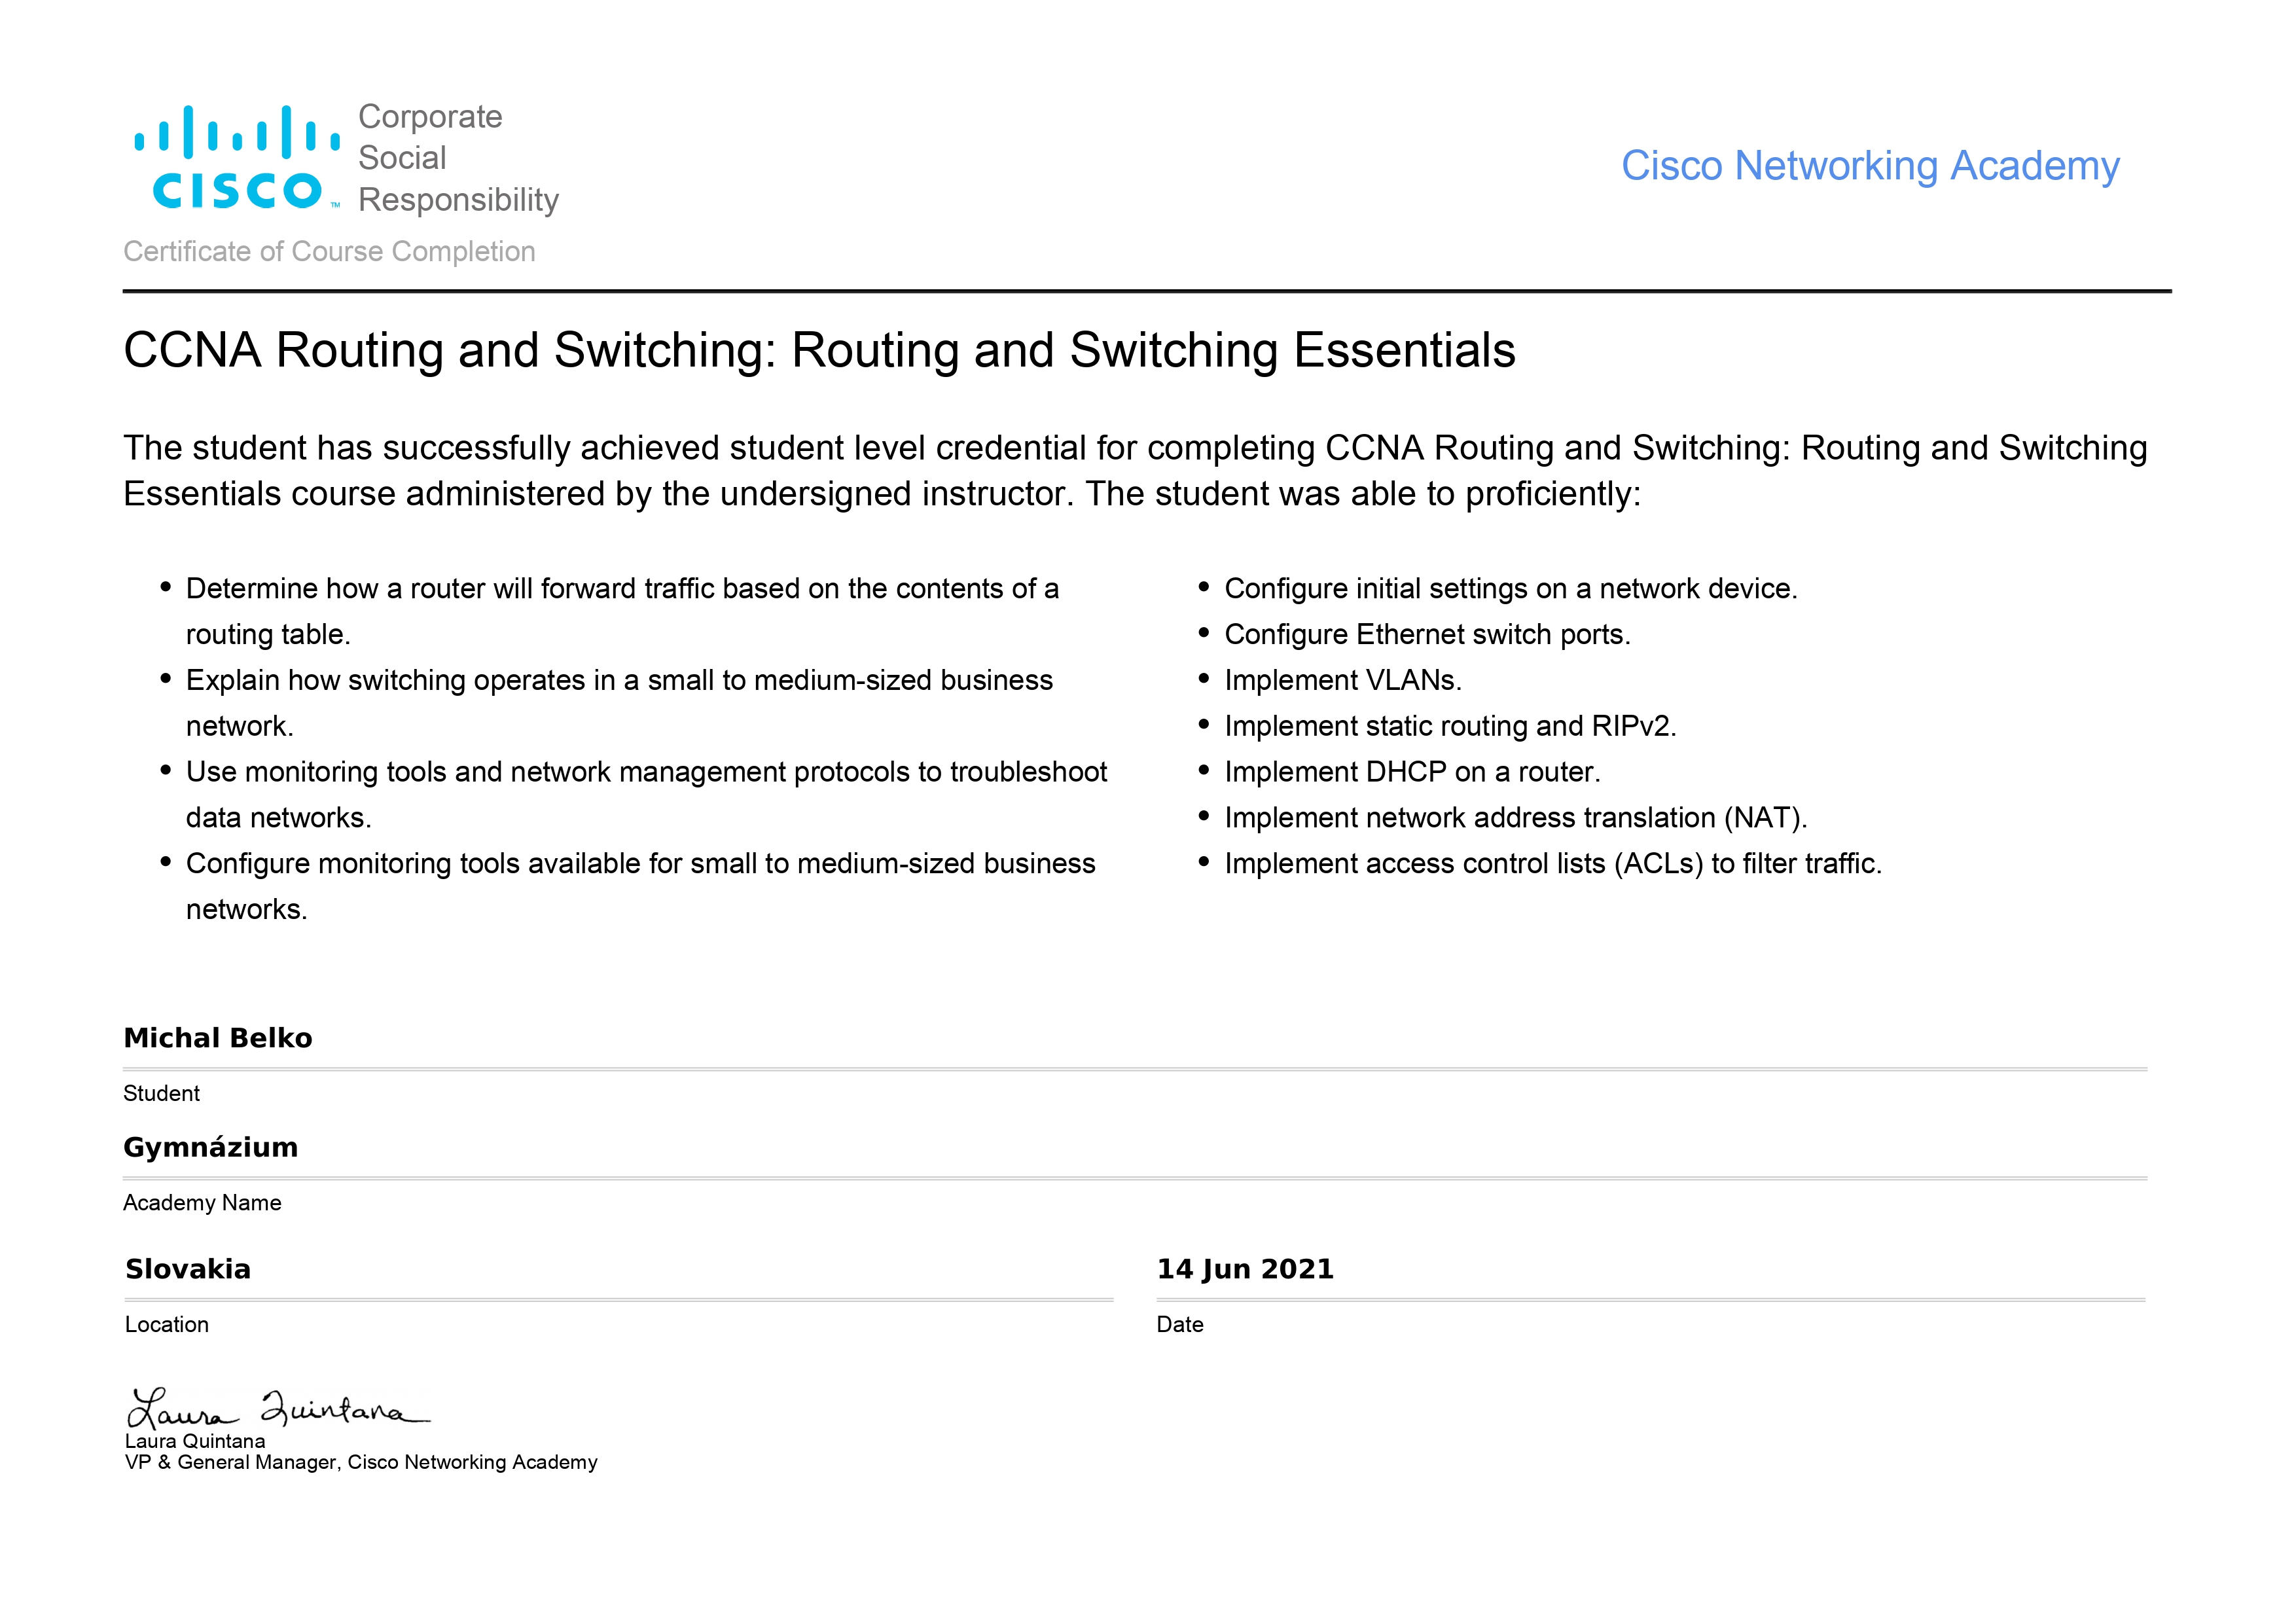 Corporate
Social
Responsibility
CISCO™
Cisco Networking Academy
Certificate of Course Completion
CCNA Routing and Switching: Routing and Switching Essentials
The student has successfully achieved student level credential for completing CCNA Routing and Switching: Routing and Switching
Essentials course administered by the undersigned instructor. The student was able to proficiently:
• Determine how a router will forward traffic based on the contents of a
routing table.
• Explain how switching operates in a small to medium-sized business
network.
• Use monitoring tools and network management protocols to troubleshoot
data networks.
• Configure monitoring tools available for small to medium-sized business
networks.
• Configure initial settings on a network device.
• Configure Ethernet switch ports.
• Implement VLANs.
• Implement static routing and RIPv2.
• Implement DHCP on a router.
• Implement network address translation (NAT).
• Implement access control lists (ACLs) to filter traffic.
Michal Belko
Student
Gymnázium
Academy Name
Slovakia
Location
14 Jun 2021
Date
Laura Quintana
Laura Quintana
VP & General Manager, Cisco Networking Academy